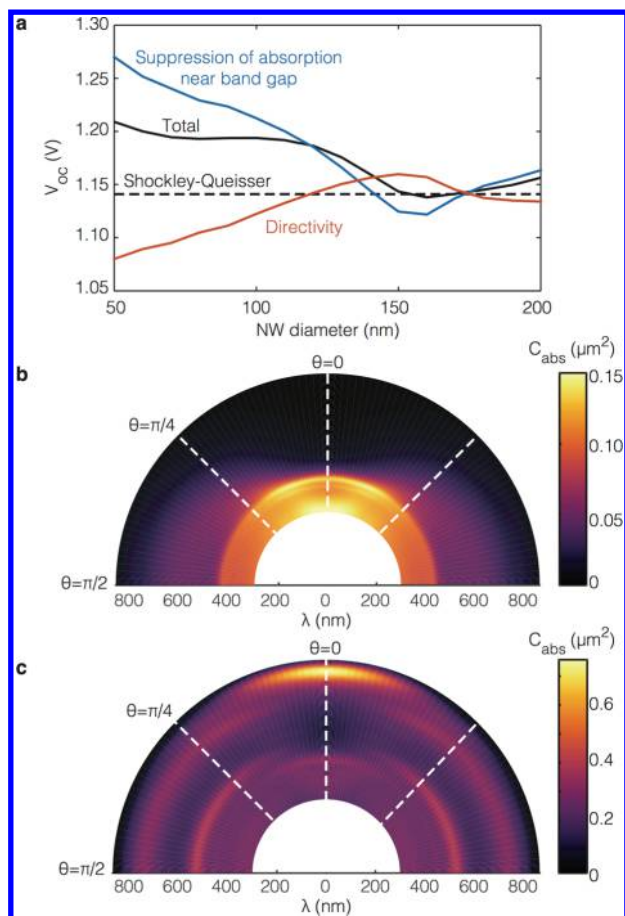 a
1.30
1.25
1.20
1.15
1.10
1.05
V_oc (V)
Suppression of absorption
near band gap
Total
Shockley-Queisser
Directivity
50
100
150
200
NW diameter (nm)
b
θ=0
θ=π/4
θ=π/2
800
600
400
200
0
200
400
600
800
λ (nm)
C_abs (μm²)
0.15
0.10
0.05
0
c
θ=0
θ=π/4
θ=π/2
800
600
400
200
0
200
400
600
800
λ (nm)
C_abs (μm²)
0.6
0.4
0.2
0